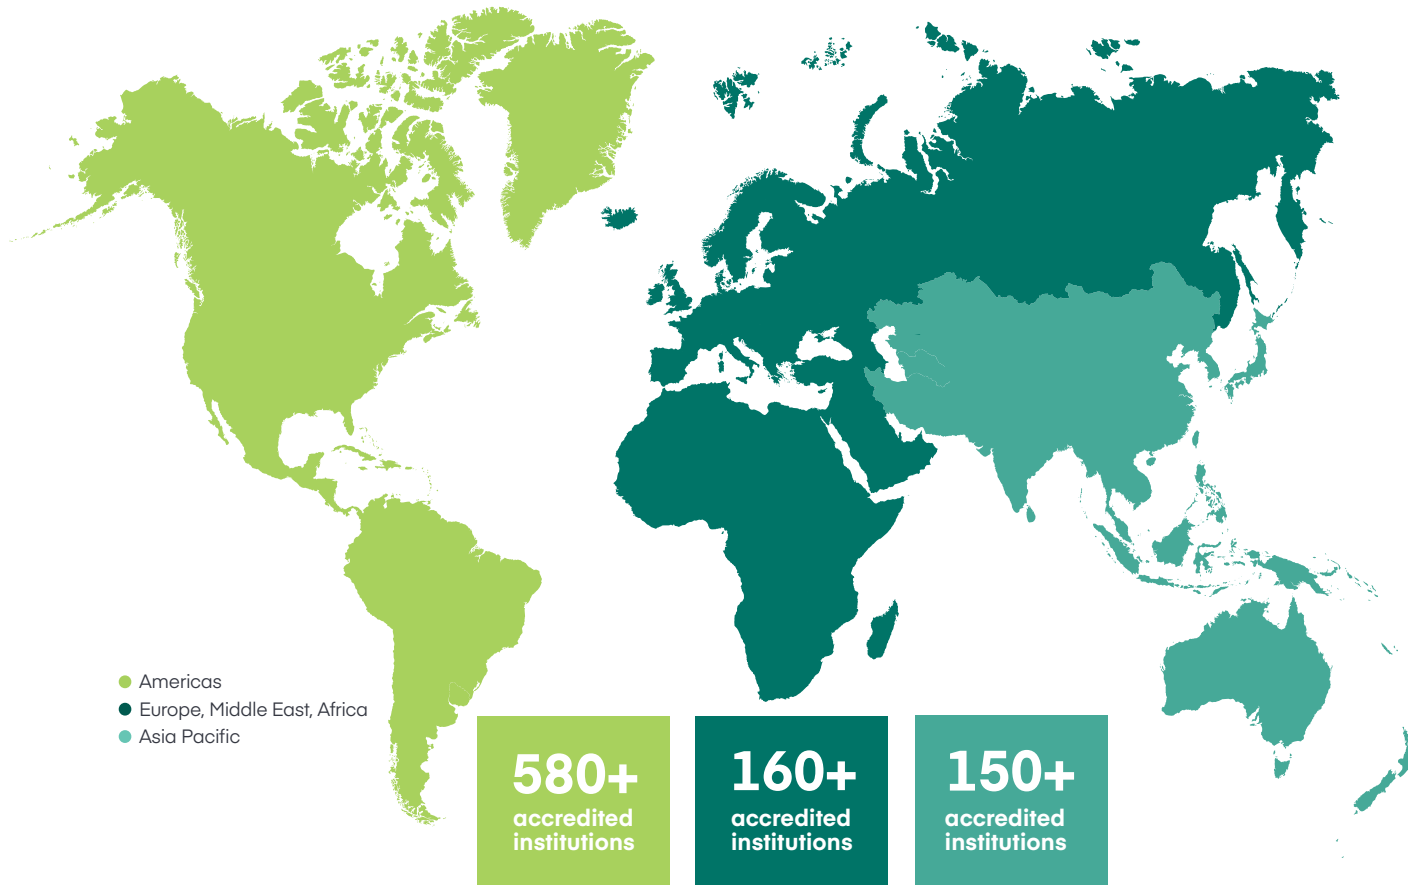 Americas
Europe, Middle East, Africa
Asia Pacific
580+
accredited
institutions
160+
accredited
institutions
150+
accredited
institutions